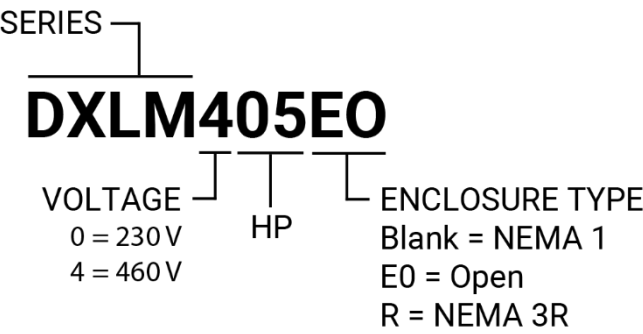 SERIES
DXLM405EO
VOLTAGE
0 = 230 V
4 = 460 V
HP
ENCLOSURE TYPE
Blank = NEMA 1
E0 = Open
R = NEMA 3R